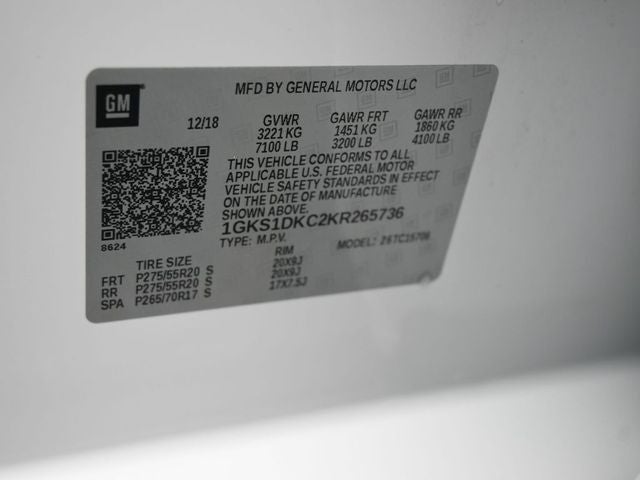 GM
MFD BY GENERAL MOTORS LLC
12/18 GVWR GAWR FRT GAWR RR
3221 KG 1451 KG 1860 KG
7100 LB 3200 LB 4100 LB
THIS VEHICLE CONFORMS TO ALL
APPLICABLE U.S. FEDERAL MOTOR
VEHICLE SAFETY STANDARDS IN EFFECT
ON THE DATE OF MANUFACTURE
SHOWN ABOVE.
1GKS1DKC2KR265736
8624
TYPE: M.P.V. MODEL:
TIRE SIZE RIM
FRT P275/55R20 S 20X9J
RR P275/55R20 S 20X9J
SPA P265/70R17 S 17X7.5J